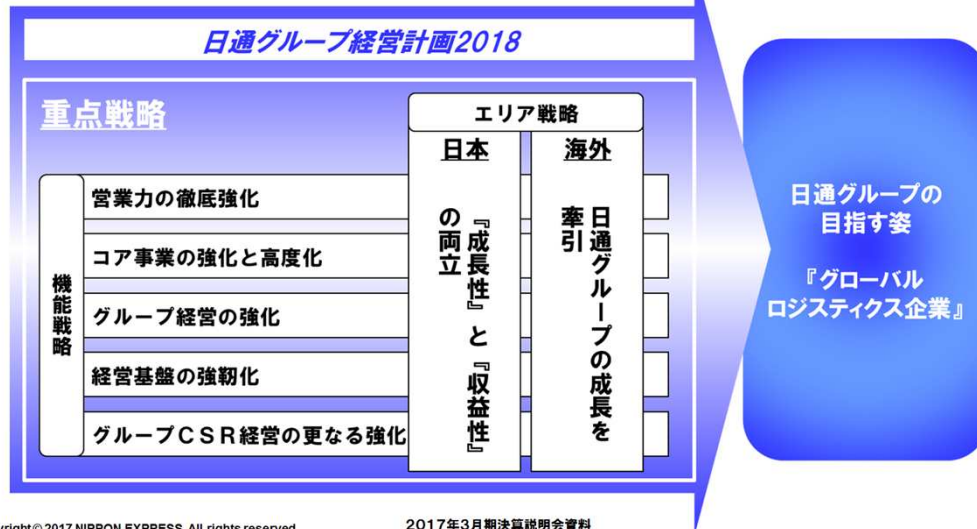 日通グループ経営計画2018
重点戦略
エリア戦略
日本
海外
機能戦略
営業力の徹底強化
コア事業の強化と高度化
グループ経営の強化
経営基盤の強靭化
グループCSR経営の更なる強化
『成長性』と『収益性』
の両立
日通グループの成長を
牽引
日通グループの
目指す姿
『グローバル
ロジスティクス企業』
yright© 2017 NIPPON EXPRESS, All rights reserved
2017年3月期決算説明会資料